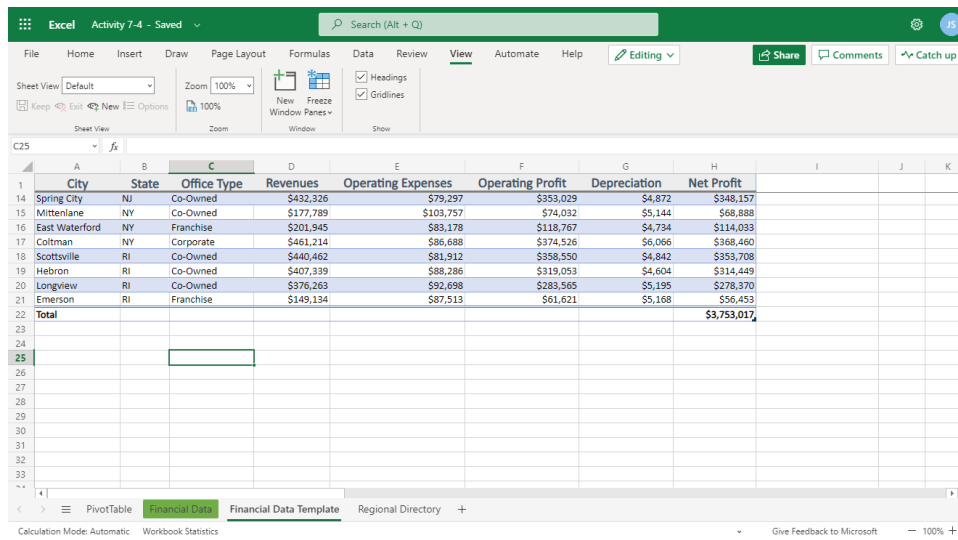 Excel Activity 7-4 - Saved Search (Alt + Q) JS
File Home Insert Draw Page Layout Formulas Data Review View Automate Help Editing Share Comments Catch up
Sheet View Default Zoom 100% New Window Freeze Panes Headings
Keep Exit New Options 100% Gridlines
Sheet View Zoom Window Show
C25 fx
A B C D E F G H I J K
1 City State Office Type Revenues Operating Expenses Operating Profit Depreciation Net Profit
14 Spring City NJ Co-Owned $432,326 $79,297 $353,029 $4,872 $348,157
15 Mittenlane NY Co-Owned $177,789 $103,757 $74,032 $5,144 $68,888
16 East Waterford NY Franchise $201,945 $83,178 $118,767 $4,734 $114,033
17 Coltman NY Corporate $461,214 $86,688 $374,526 $6,066 $368,460
18 Scottsville RI Co-Owned $440,462 $81,912 $358,550 $4,842 $353,708
19 Hebron RI Co-Owned $407,339 $88,286 $319,053 $4,604 $314,449
20 Longview RI Co-Owned $376,263 $92,698 $283,565 $5,195 $278,370
21 Emerson RI Franchise $149,134 $87,513 $61,621 $5,168 $56,453
22 Total $3,753,017
23
24
25
26
27
28
29
30
31
32
33
PivotTable Financial Data Financial Data Template Regional Directory +
Calculation Mode: Automatic Workbook Statistics Give Feedback to Microsoft — 100% +